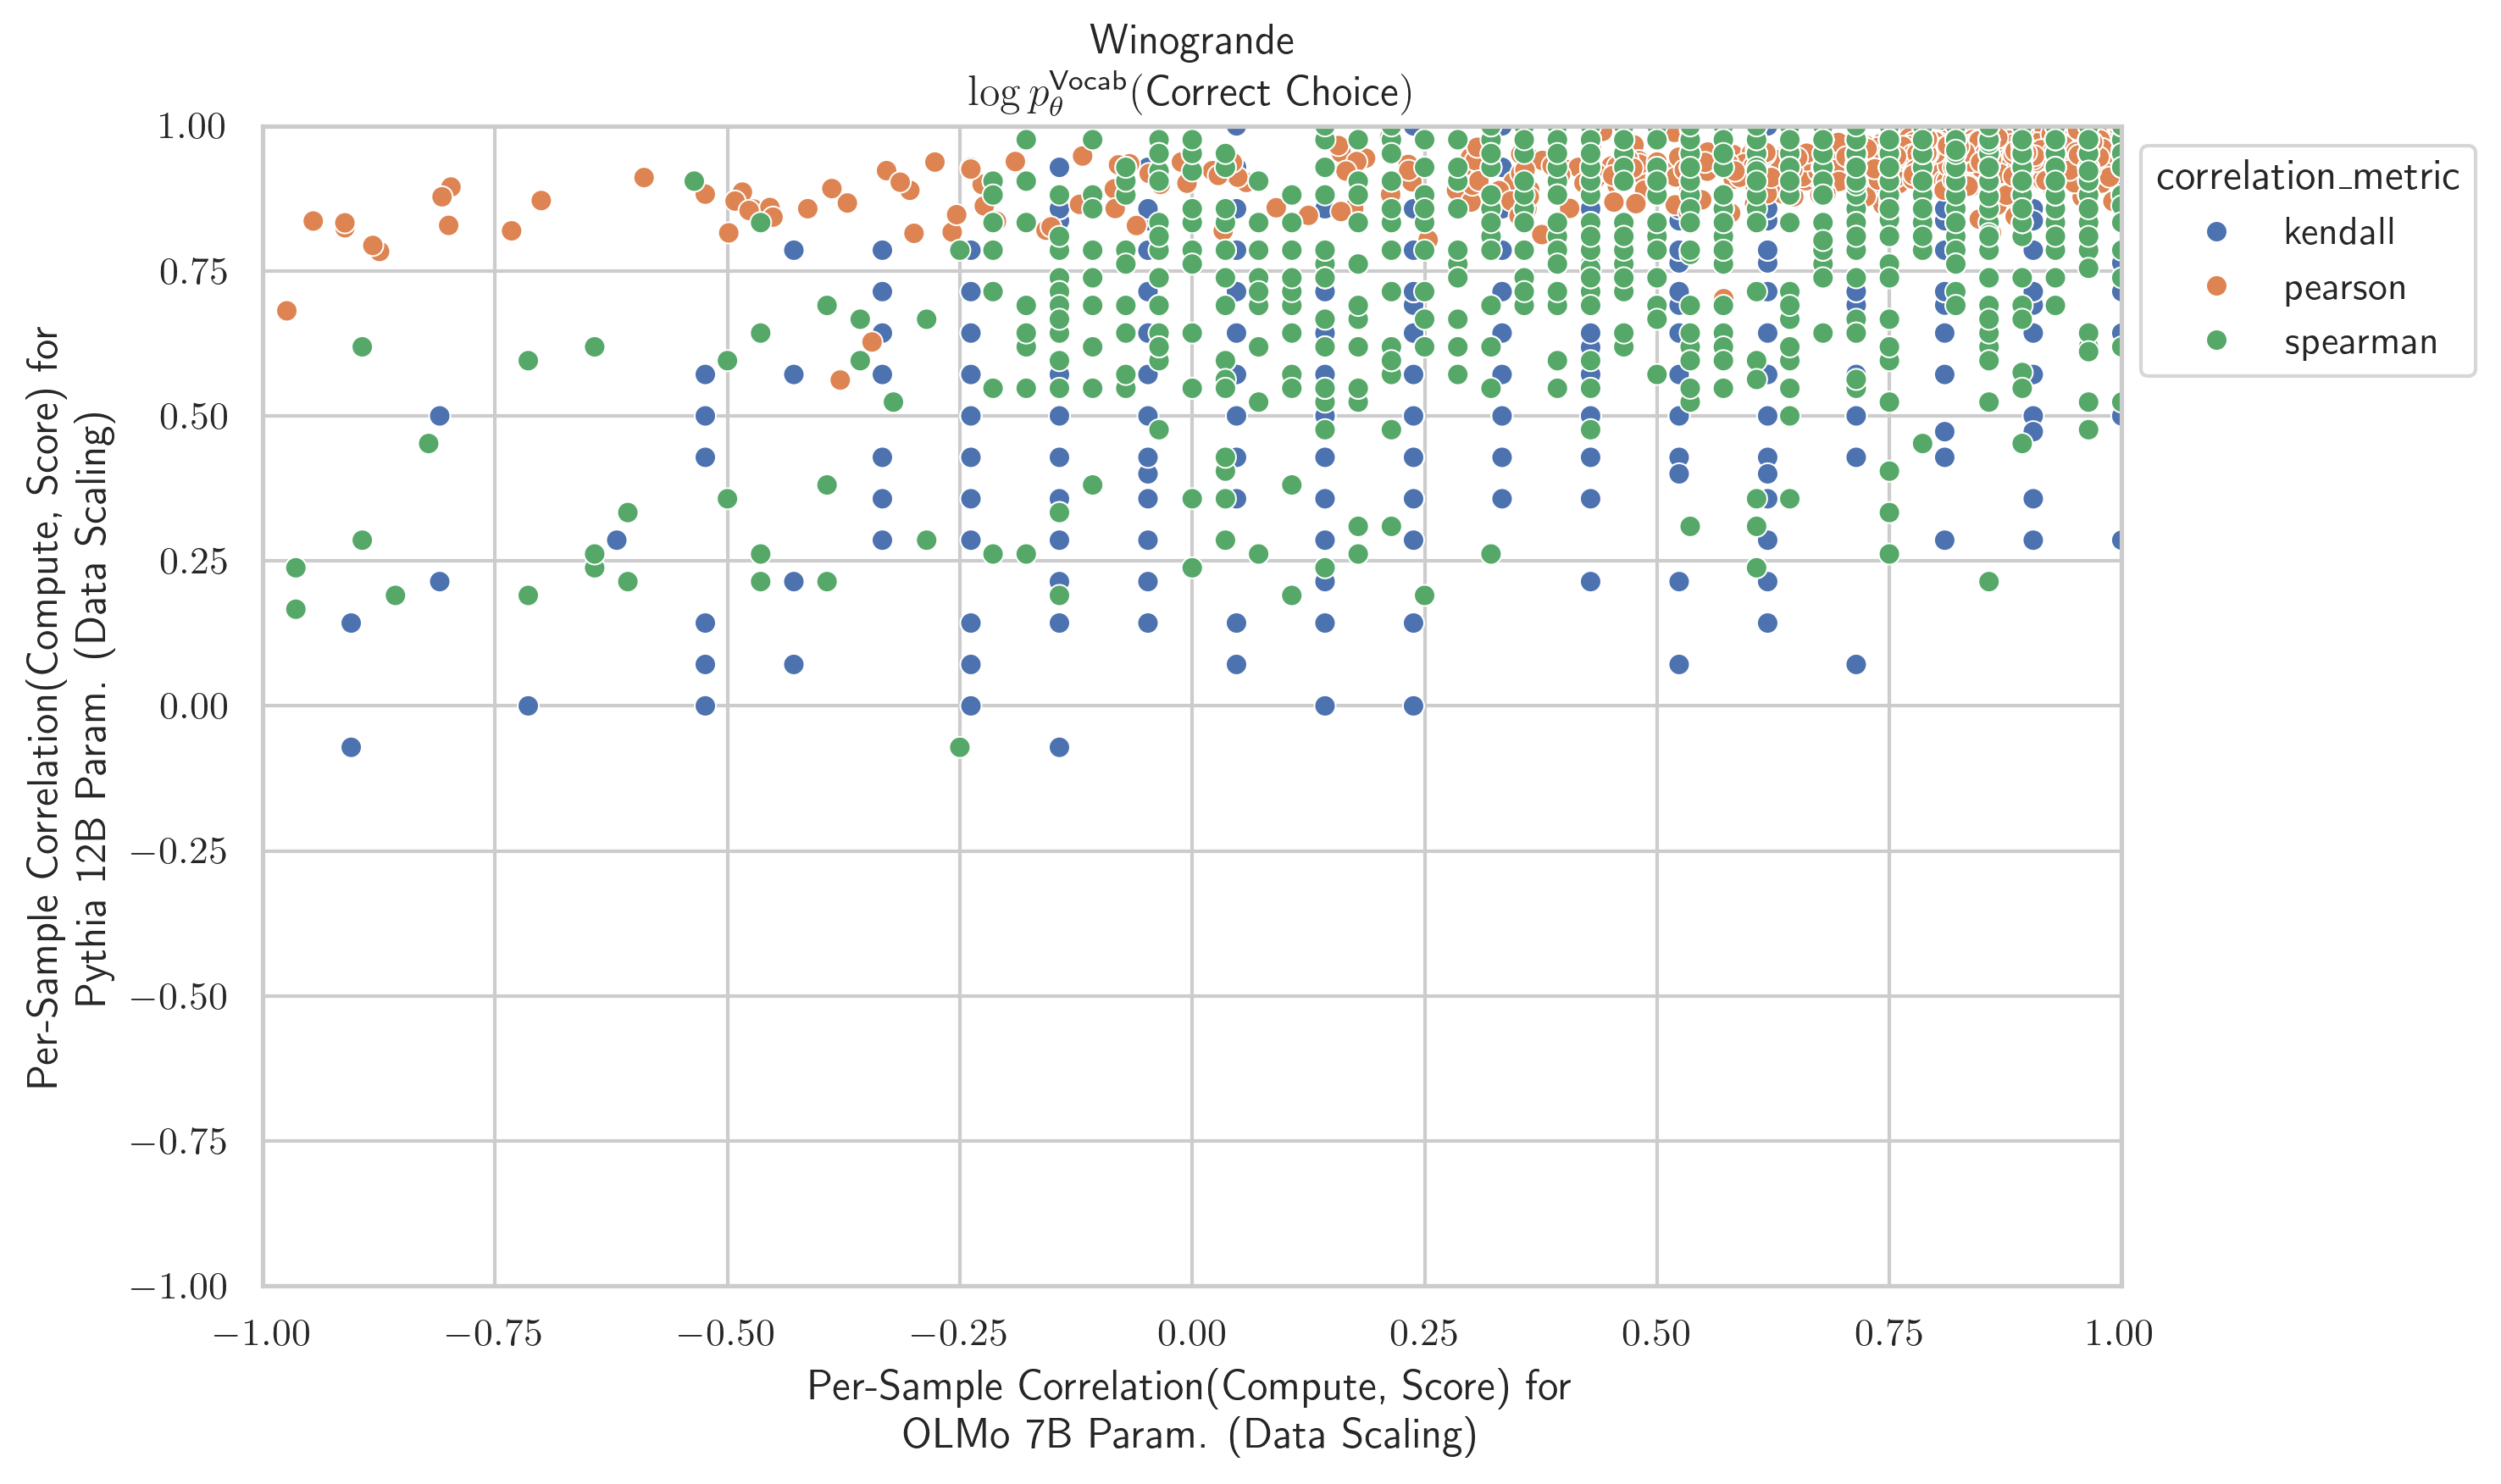 Winogrande
log p_θ^Vocab(Correct Choice)
1.00
0.75
0.50
0.25
0.00
−0.25
−0.50
−0.75
−1.00
Per-Sample Correlation(Compute, Score) for
Pythia 12B Param. (Data Scaling)
correlation_metric
kendall
pearson
spearman
−1.00 −0.75 −0.50 −0.25 0.00 0.25 0.50 0.75 1.00
Per-Sample Correlation(Compute, Score) for
OLMo 7B Param. (Data Scaling)